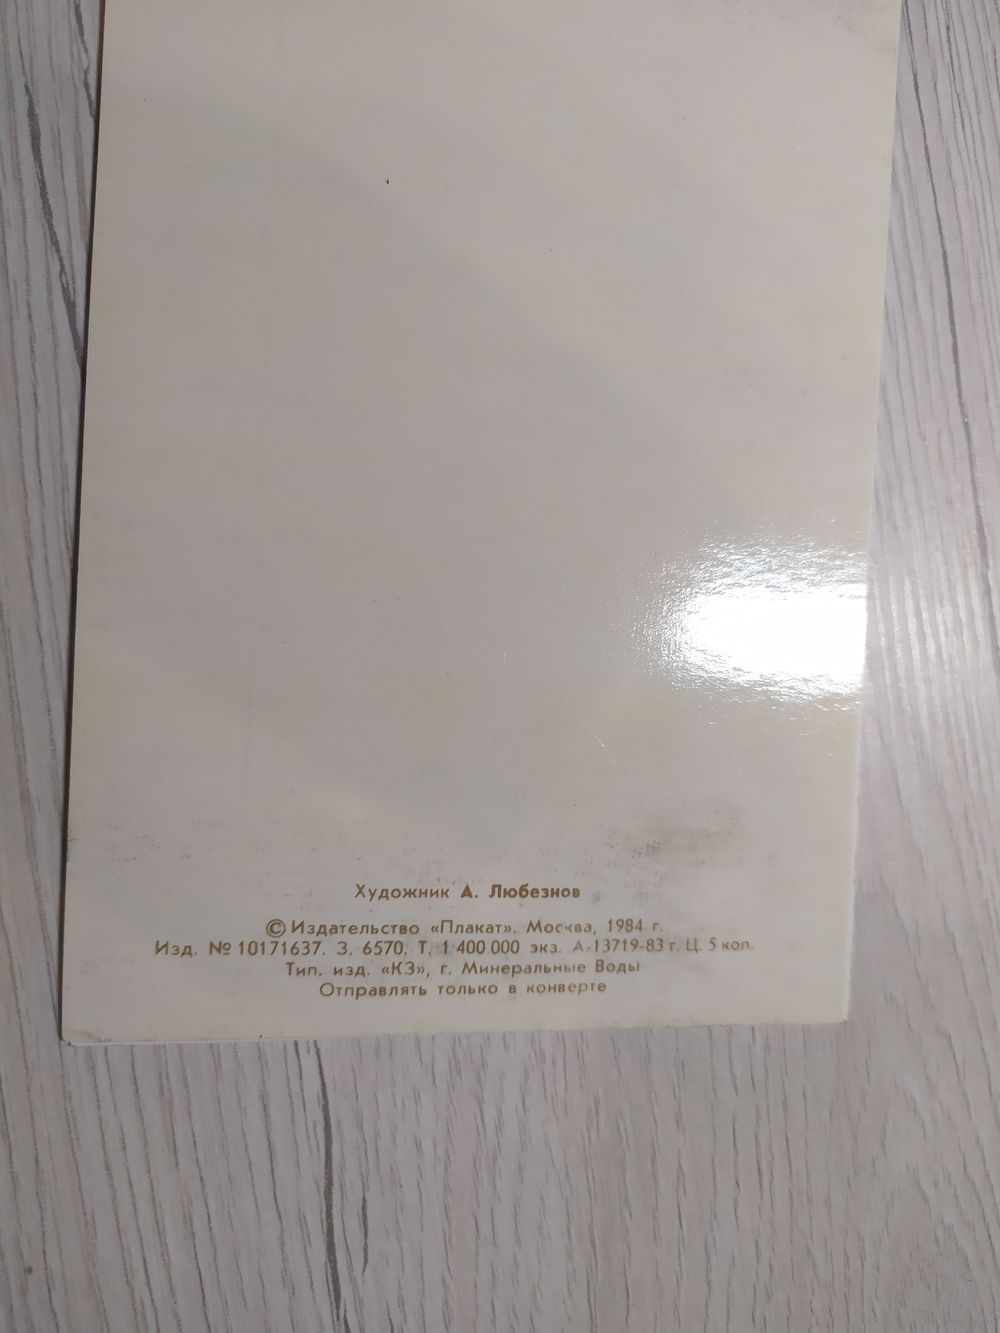 Художник А. Любезнов
© Издательство «Плакат». Москва, 1984 г.
Изд. № 10171637. З. 6570. Т. 1 400 000 экз. А-13719-83 г. Ц. 5 коп.
Тип. изд. «КЗ», г. Минеральные Воды
Отправлять только в конверте